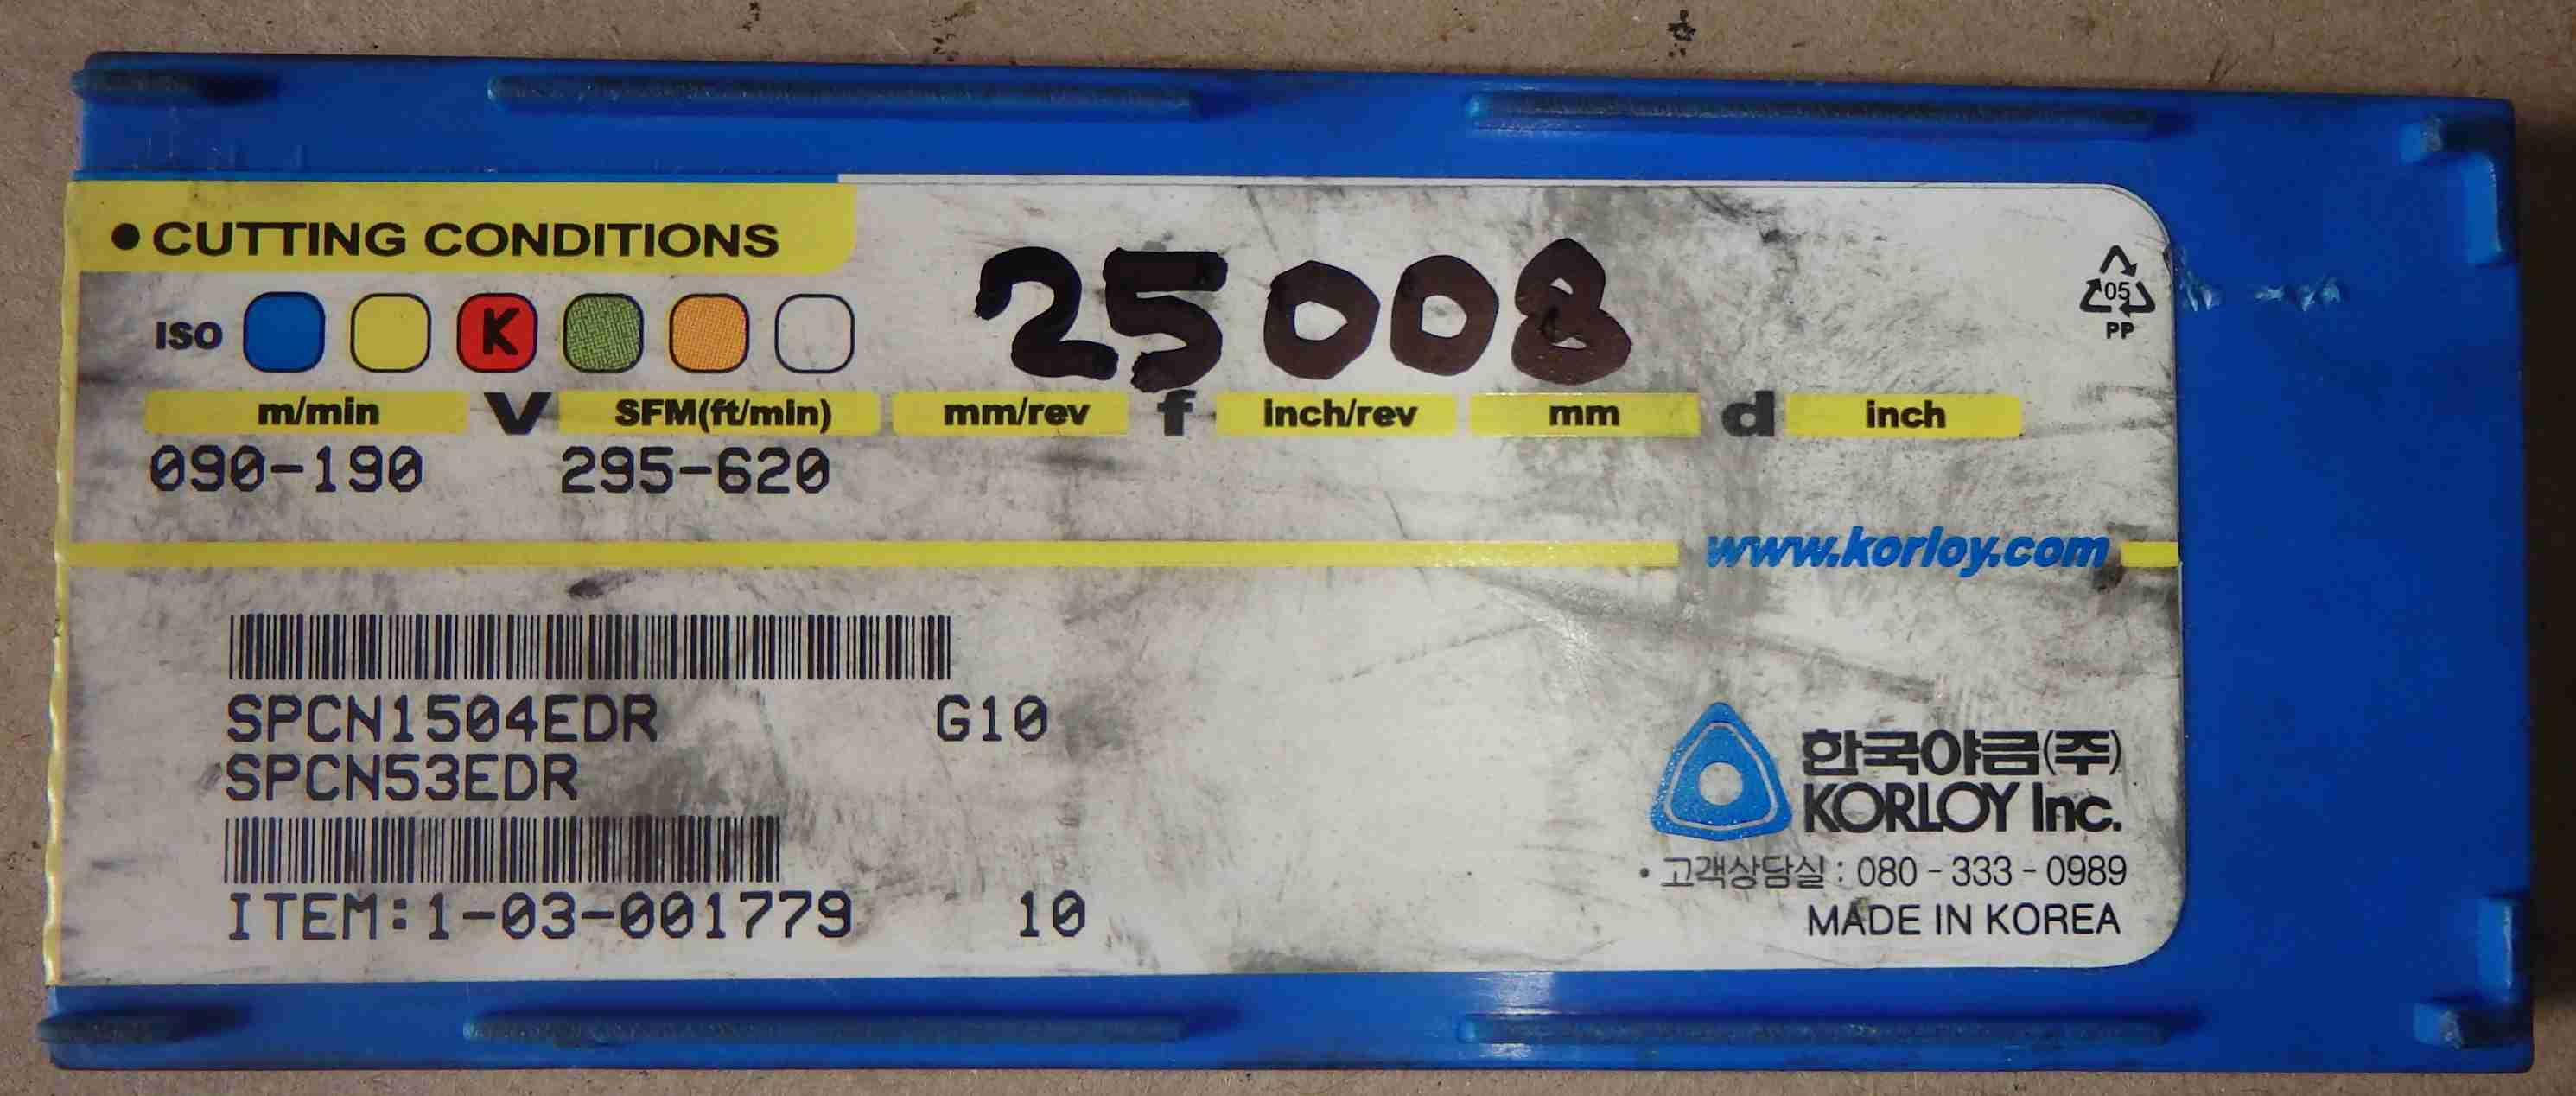 • CUTTING CONDITIONS
25008
ISO K
05
PP
m/min V SFM(ft/min) mm/rev f inch/rev mm d inch
090-190 295-620
www.korloy.com
SPCN1504EDR G10
SPCN53EDR
ITEM:1-03-001779 10
한국야금(주)
KORLOY Inc.
• 고객상담실 : 080 - 333 - 0989
MADE IN KOREA